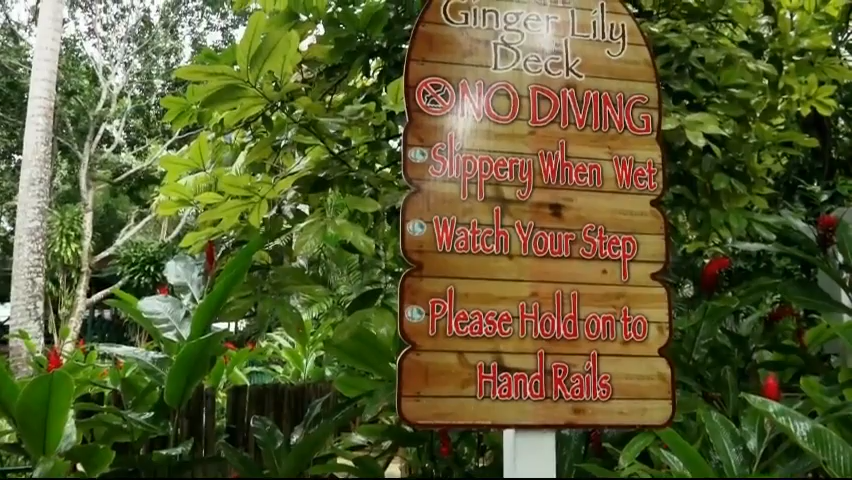 Ginger Lily
Deck
NO DIVING
Slippery When Wet
Watch Your Step
Please Hold on to
Hand Rails